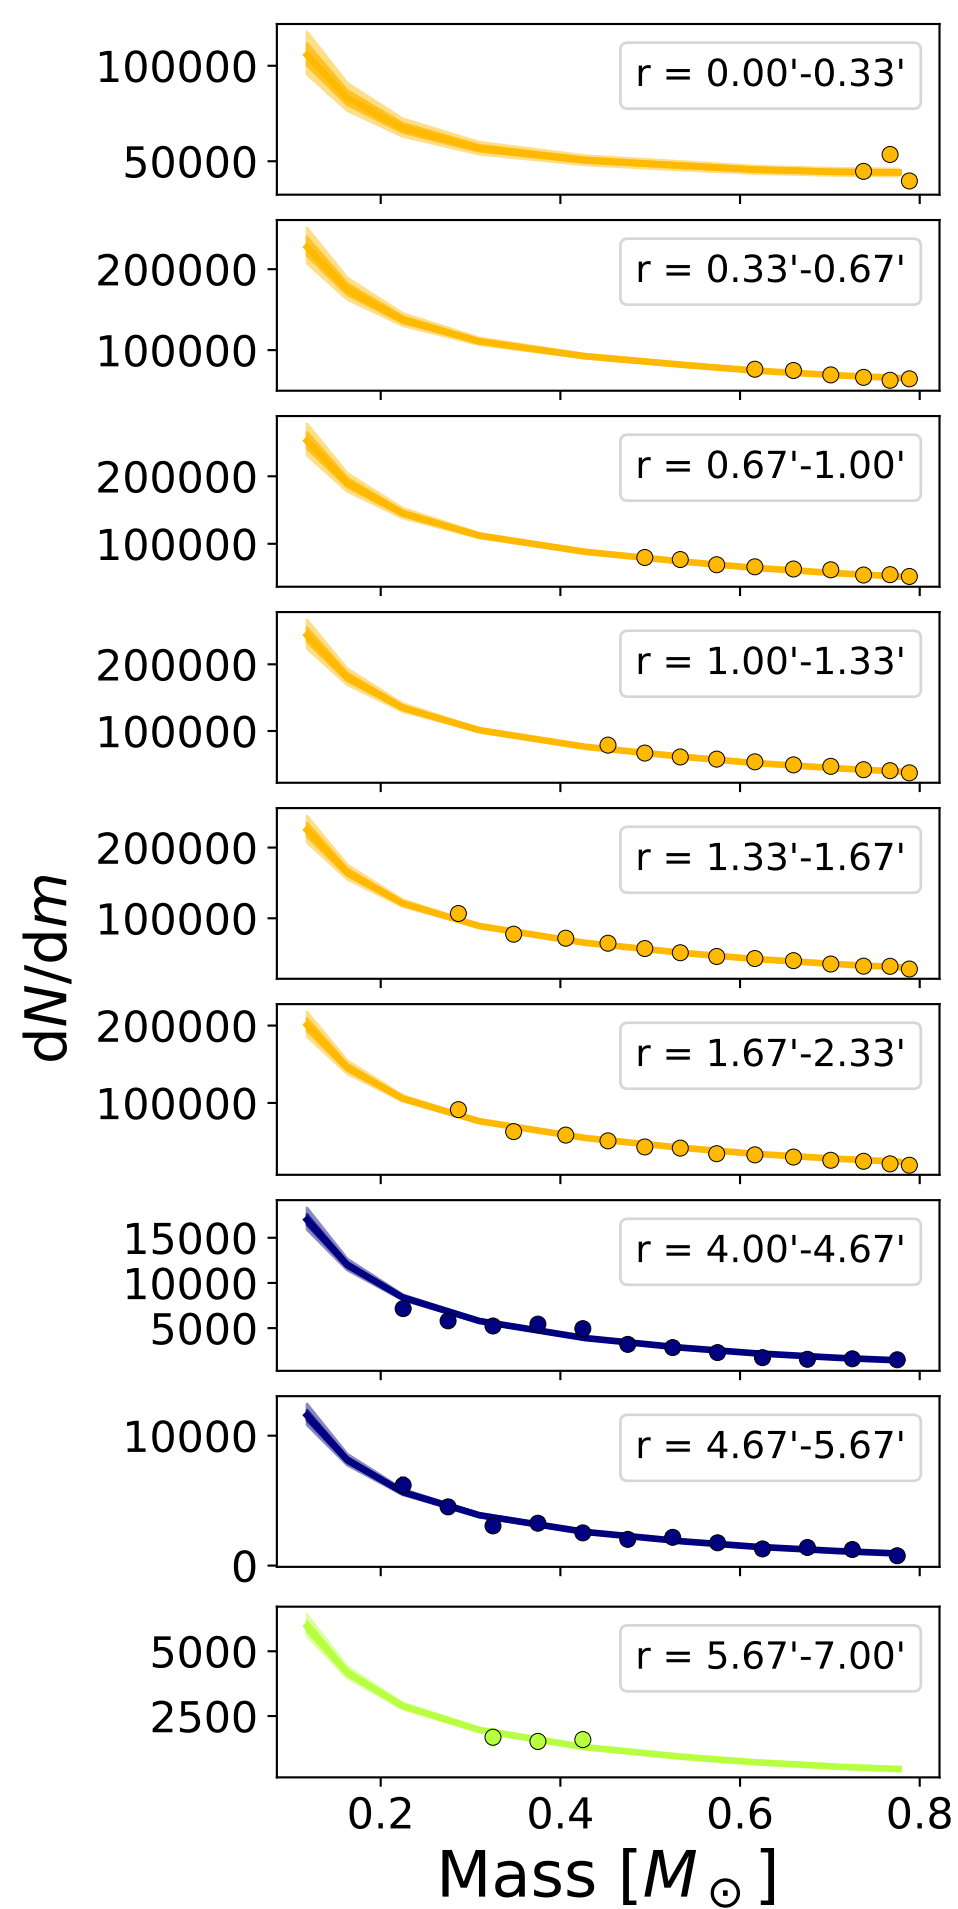 100000
50000
r = 0.00'-0.33'
200000
100000
r = 0.33'-0.67'
200000
100000
r = 0.67'-1.00'
200000
100000
r = 1.00'-1.33'
200000
100000
r = 1.33'-1.67'
200000
100000
r = 1.67'-2.33'
15000
10000
5000
r = 4.00'-4.67'
10000
0
r = 4.67'-5.67'
5000
2500
r = 5.67'-7.00'
0.2 0.4 0.6 0.8
Mass [M⊙]
dN/dm